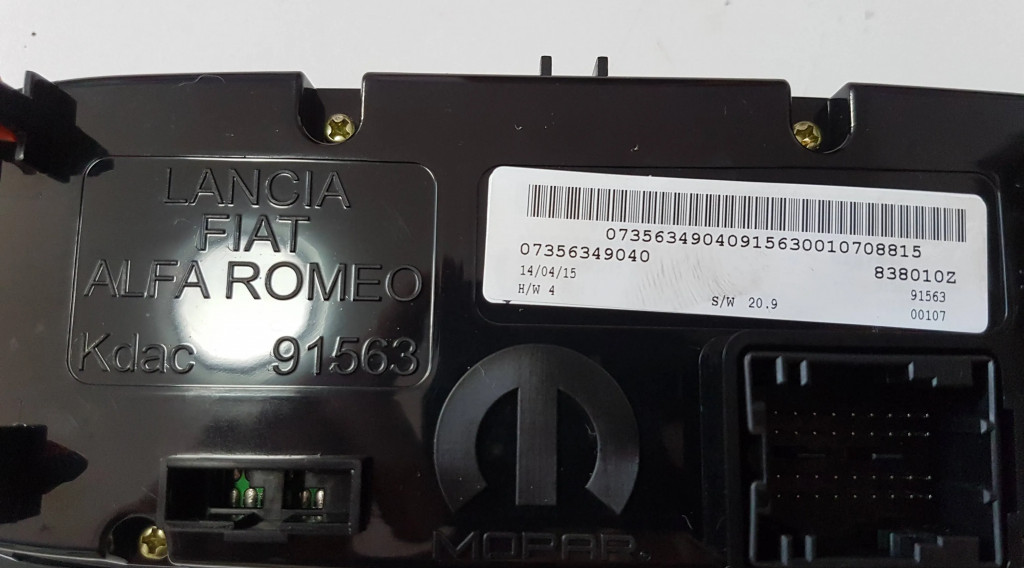 LANCIA
FIAT
ALFA ROMEO
Kdac 91563
07356349040915630010708815
07356349040
838010Z
14/04/15
91563
H/W 4
S/W 20.9
00107
MOPAR